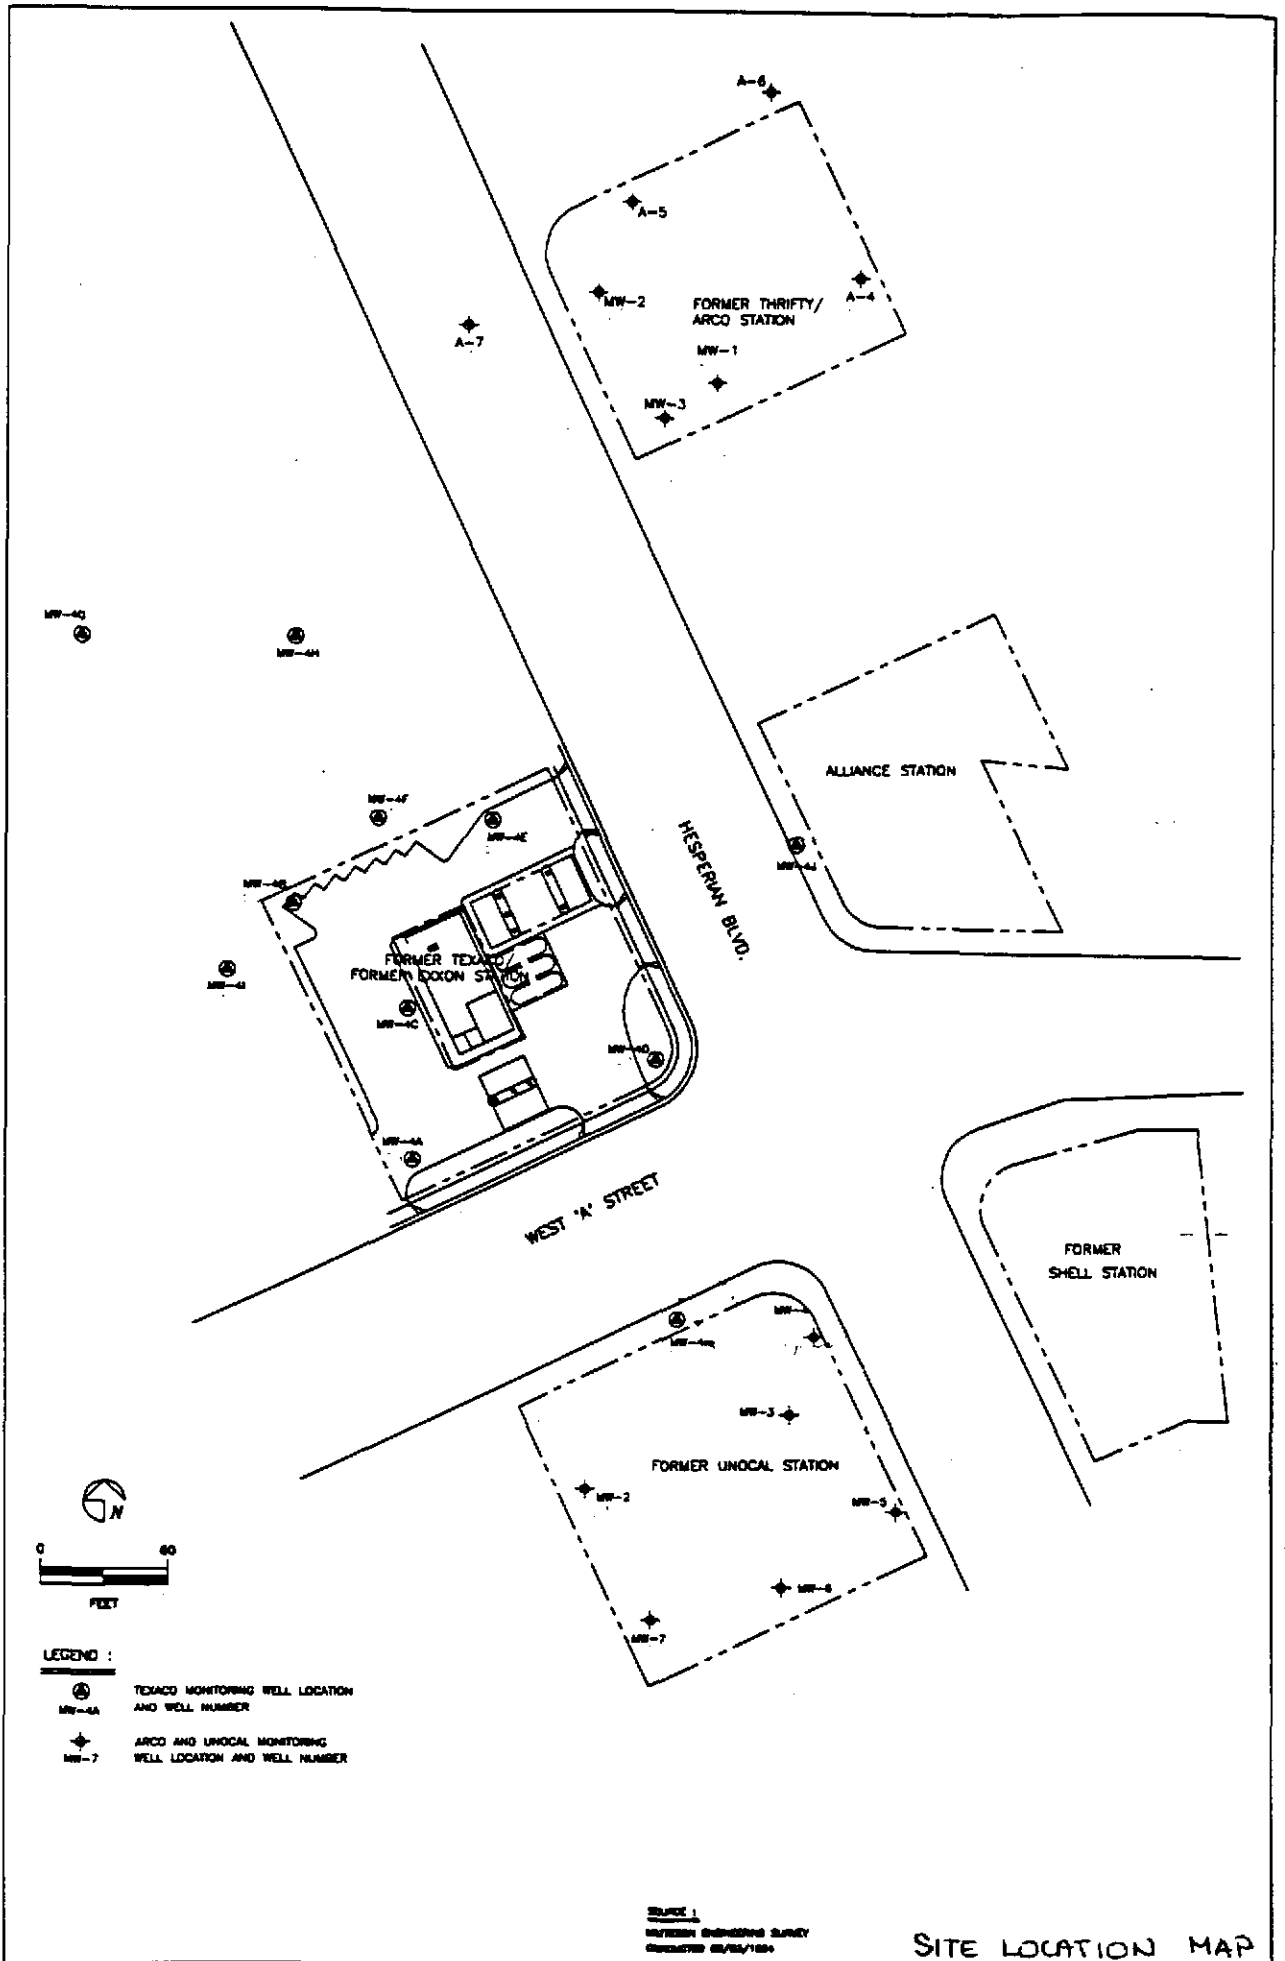 A-6
A-5
MW-2
FORMER THRIFTY/
ARCO STATION
A-4
A-7
MW-1
MW-3
MW-4H
ALLIANCE STATION
MW-4F
MW-4E
HESPERIAN BLVD.
MW-4J
MW-4B
FORMER TEXACO/
FORMER EXXON STATION
MW-4I
MW-4C
MW-4D
MW-4A
WEST "A" STREET
FORMER
SHELL STATION
MW-3
FORMER UNOCAL STATION
MW-2
MW-5
MW-6
MW-7
N
0 60
FEET
LEGEND :
TEXACO MONITORING WELL LOCATION
MW-4A AND WELL NUMBER
ARCO AND UNOCAL MONITORING
MW-7 WELL LOCATION AND WELL NUMBER
SOURCE :
ENGINEERING SURVEY
SITE LOCATION MAP